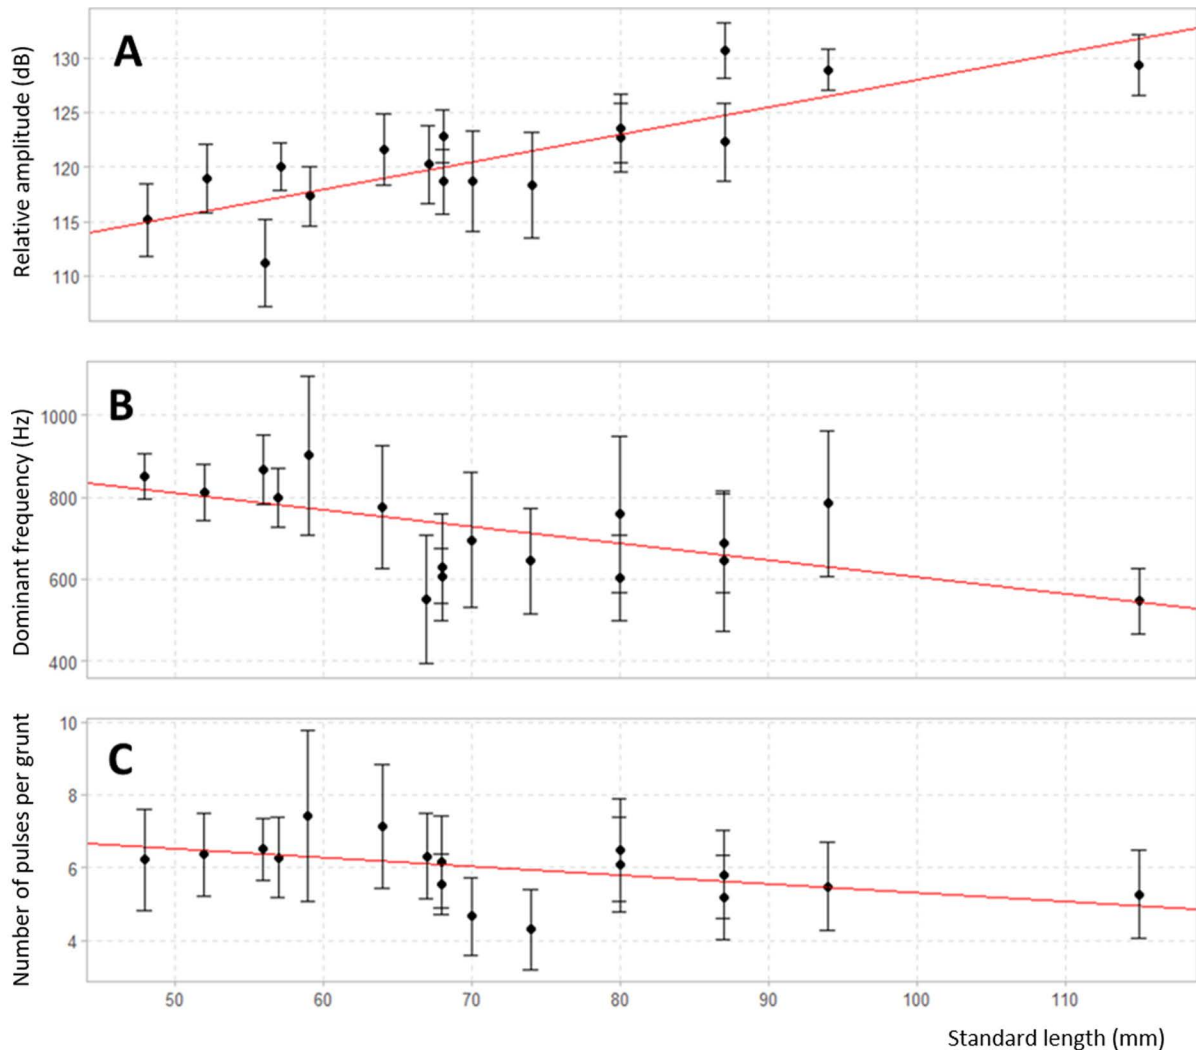 A
Relative amplitude (dB)
130
125
120
115
110
B
Dominant frequency (Hz)
1000
800
600
400
C
Number of pulses per grunt
10
8
6
4
50 60 70 80 90 100 110
Standard length (mm)